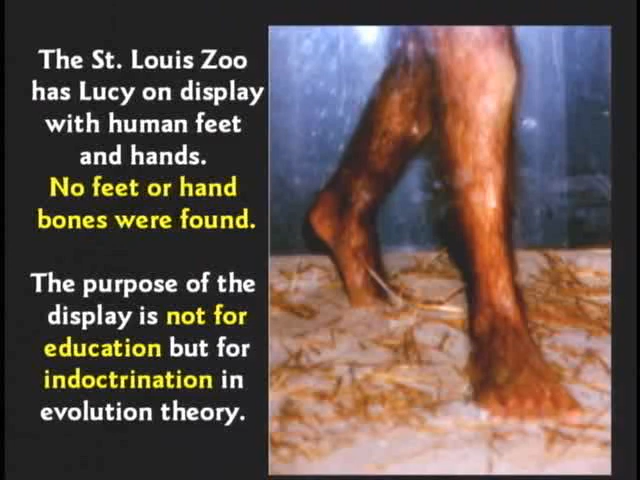 The St. Louis Zoo
has Lucy on display
with human feet
and hands.
No feet or hand
bones were found.
The purpose of the
display is not for
education but for
indoctrination in
evolution theory.